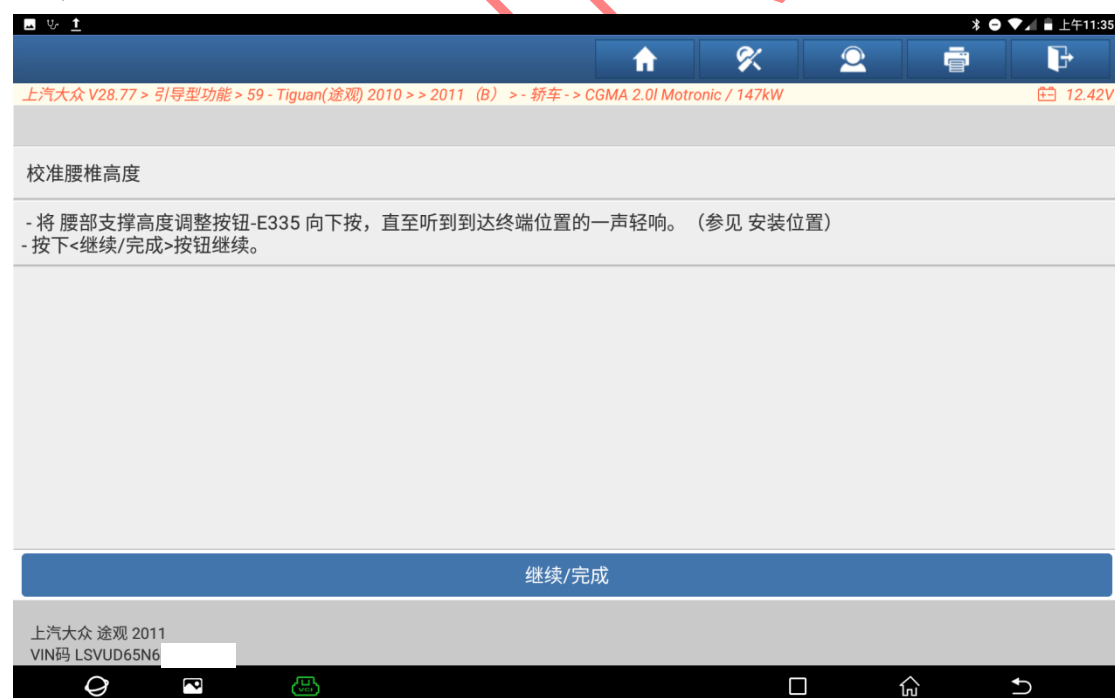 上午11:35
上汽大众 V28.77 > 引导型功能 > 59 - Tiguan(途观) 2010 > > 2011 （B） > - 轿车 - > CGMA 2.0l Motronic / 147kW 12.42V
校准腰椎高度
- 将 腰部支撑高度调整按钮-E335 向下按，直至听到到达终端位置的一声轻响。（参见 安装位置）
- 按下<继续/完成>按钮继续。
继续/完成
上汽大众 途观 2011
VIN码 LSVUD65N6
VCI